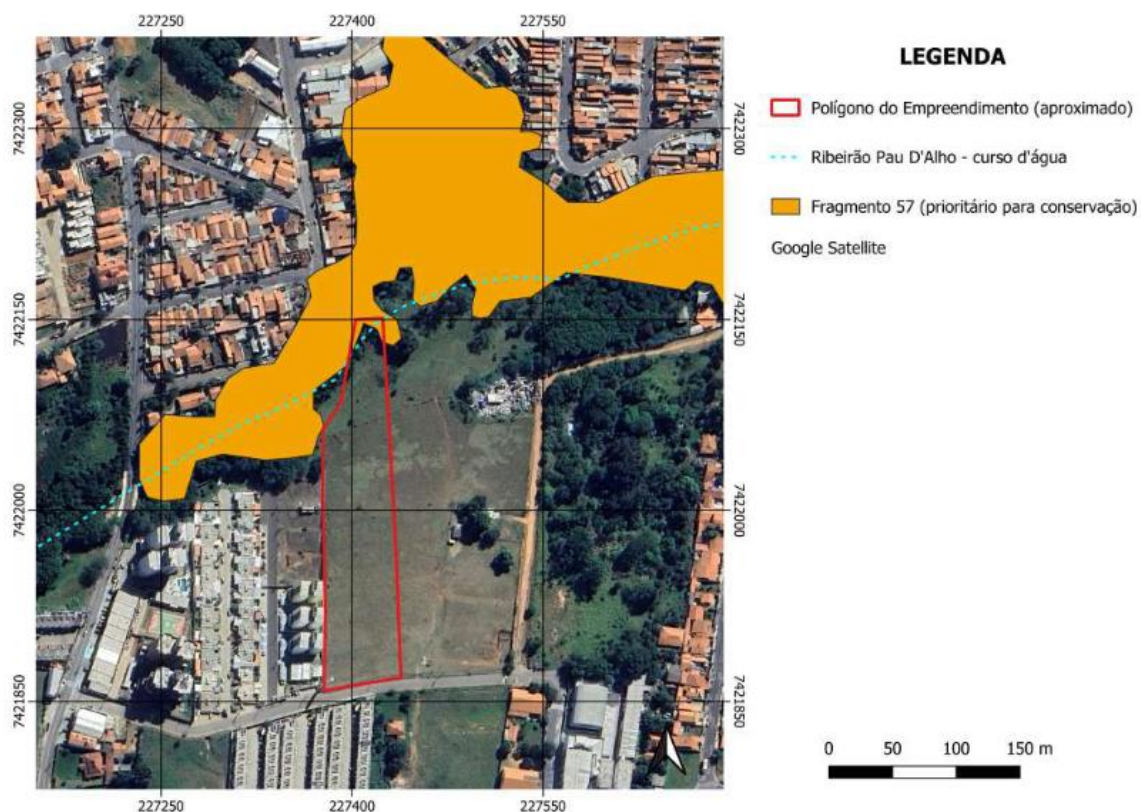 227250 227400 227550
LEGENDA
Polígono do Empreendimento (aproximado)
7422300 7422300
Ribeirão Pau D'Alho - curso d'água
Fragmento 57 (prioritário para conservação)
Google Satellite
7422150 7422150
7422000 7422000
7421850 7421850
0 50 100 150 m
227250 227400 227550